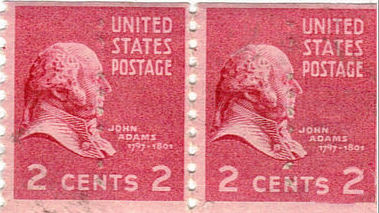 UNITED
STATES
POSTAGE
JOHN
ADAMS
1797-1801
2 CENTS 2
UNITED
STATES
POSTAGE
JOHN
ADAMS
1797-1801
2 CENTS 2